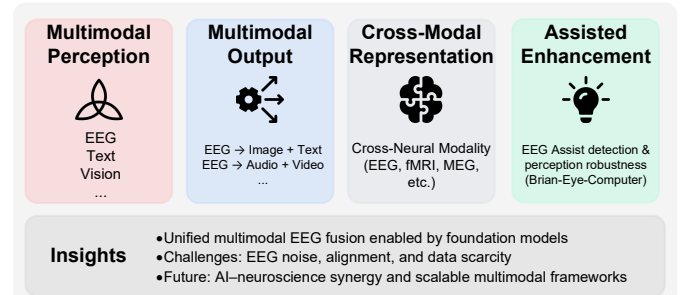 Multimodal
Perception
EEG
Text
Vision
...
Multimodal
Output
EEG → Image + Text
EEG → Audio + Video
...
Cross-Modal
Representation
Cross-Neural Modality
(EEG, fMRI, MEG,
etc.)
Assisted
Enhancement
EEG Assist detection &
perception robustness
(Brian-Eye-Computer)
Insights
•Unified multimodal EEG fusion enabled by foundation models
•Challenges: EEG noise, alignment, and data scarcity
•Future: AI–neuroscience synergy and scalable multimodal frameworks